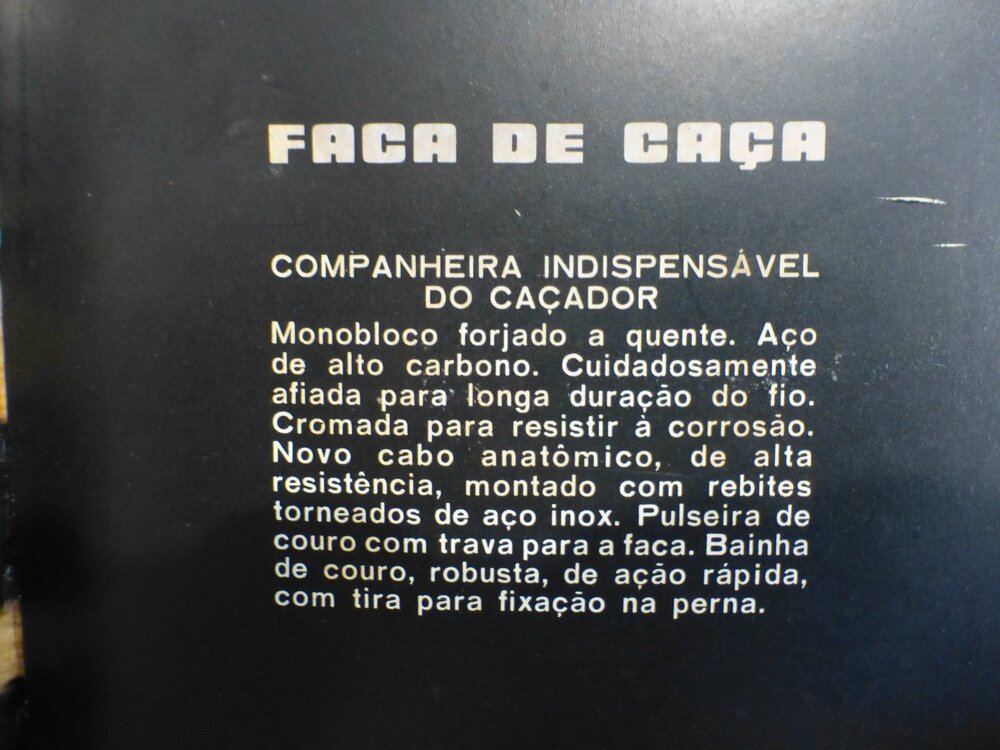 FACA DE CAÇA
COMPANHEIRA INDISPENSÁVEL
DO CAÇADOR
Monobloco forjado a quente. Aço
de alto carbono. Cuidadosamente
afiada para longa duração do fio.
Cromada para resistir à corrosão.
Novo cabo anatômico, de alta
resistência, montado com rebites
torneados de aço inox. Pulseira de
couro com trava para a faca. Bainha
de couro, robusta, de ação rápida,
com tira para fixação na perna.